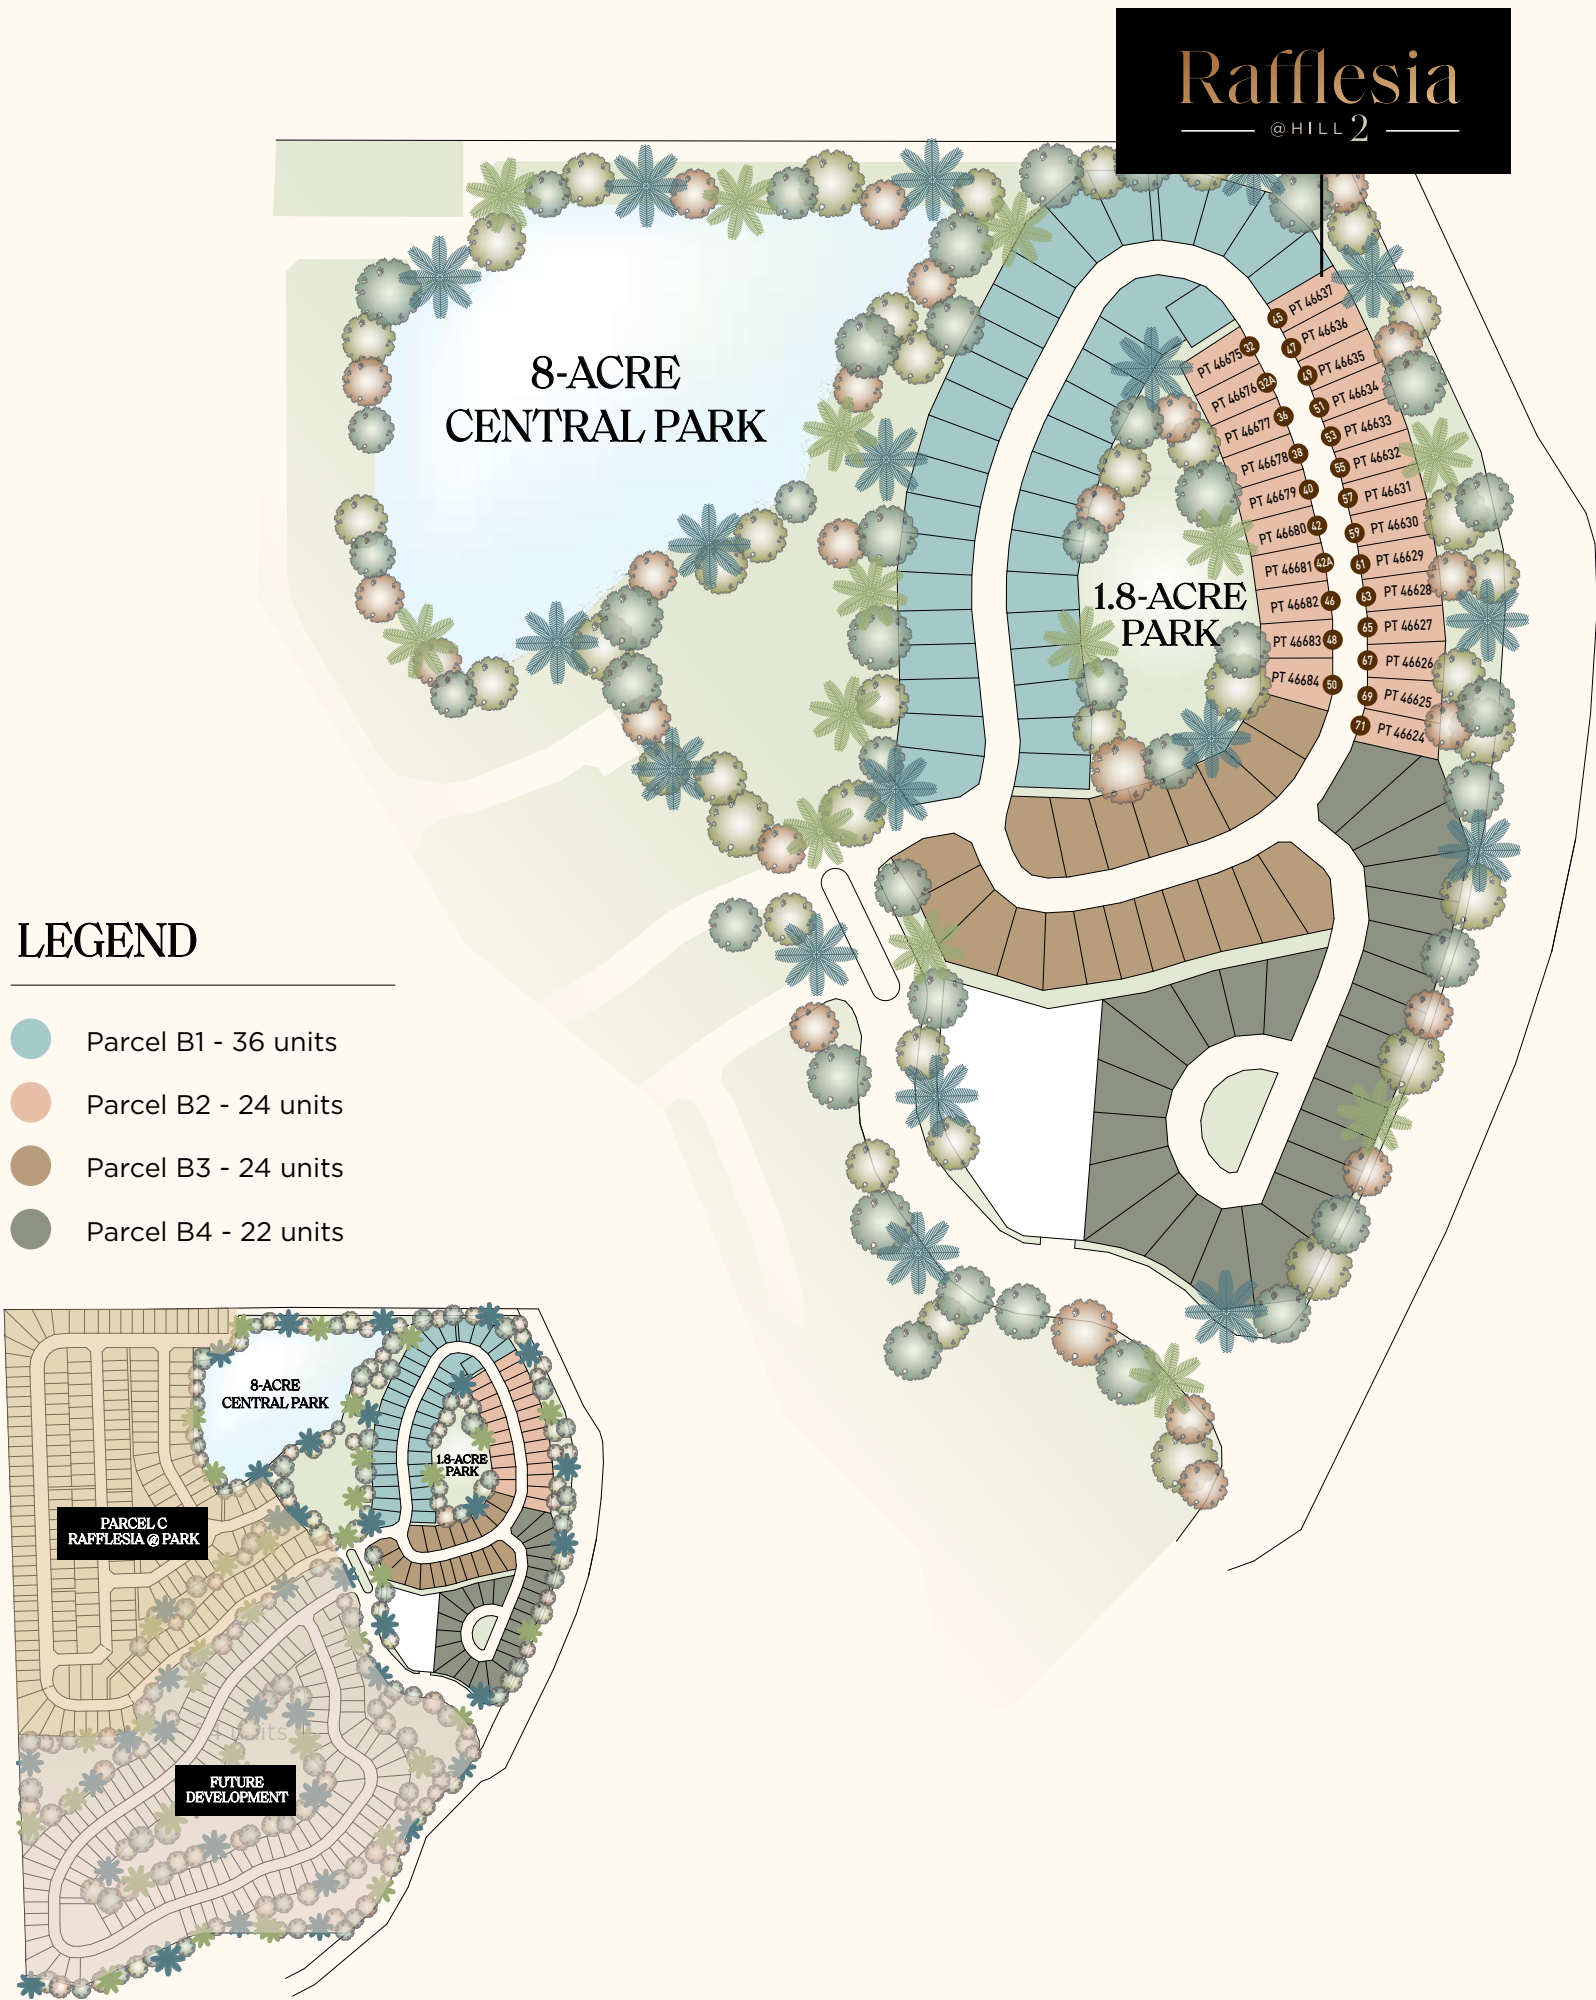 Rafflesia
@HILL 2
8-ACRE
CENTRAL PARK
1.8-ACRE
PARK
45 PT 46637
47 PT 46636
49 PT 46635
51 PT 46634
53 PT 46633
55 PT 46632
57 PT 46631
59 PT 46630
61 PT 46629
63 PT 46628
65 PT 46627
67 PT 46626
69 PT 46625
71 PT 46624
PT 46675 32
PT 46676 32A
PT 46677 36
PT 46678 38
PT 46679 40
PT 46680 42
PT 46681 42A
PT 46682 46
PT 46683 48
PT 46684 50
LEGEND
Parcel B1 - 36 units
Parcel B2 - 24 units
Parcel B3 - 24 units
Parcel B4 - 22 units
8-ACRE
CENTRAL PARK
1.8-ACRE
PARK
PARCEL C
RAFFLESIA @ PARK
units
FUTURE
DEVELOPMENT